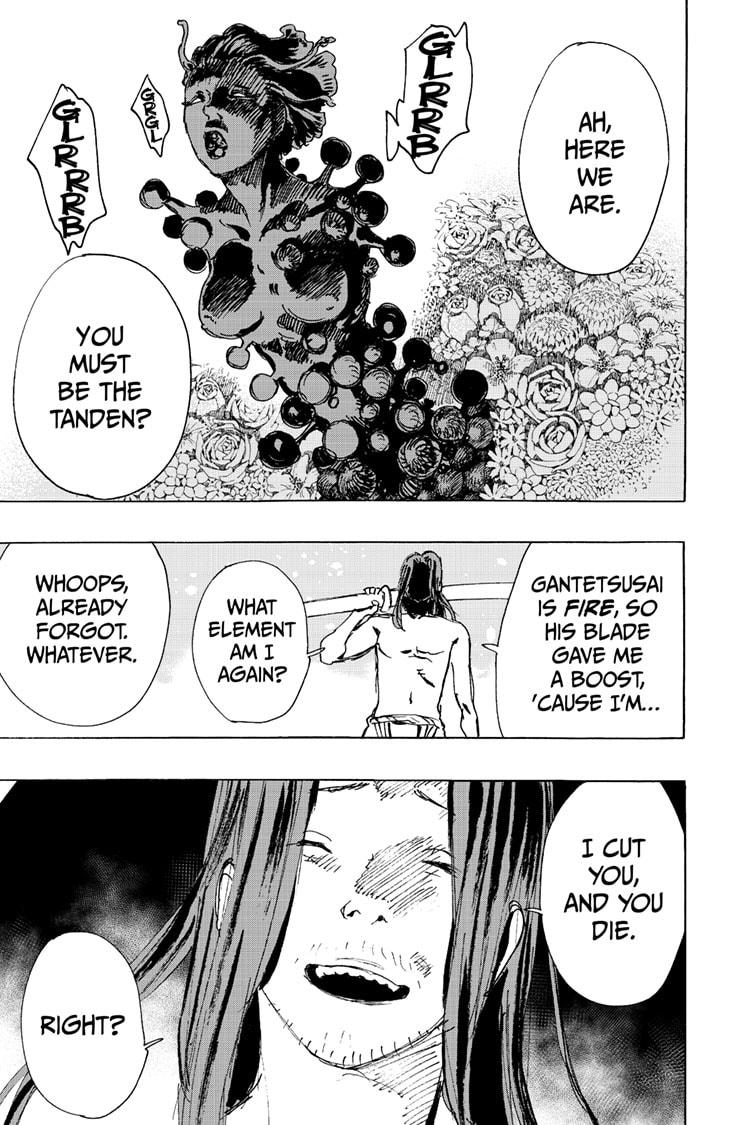 AH,
HERE
WE
ARE.
GLRRB
GRGL
GLRRRB
YOU
MUST
BE THE
TANDEN?
GANTETSUSAI
IS FIRE, SO
HIS BLADE
GAVE ME
A BOOST,
'CAUSE I'M...
WHAT
ELEMENT
AM I
AGAIN?
WHOOPS,
ALREADY
FORGOT.
WHATEVER.
I CUT
YOU,
AND YOU
DIE.
RIGHT?